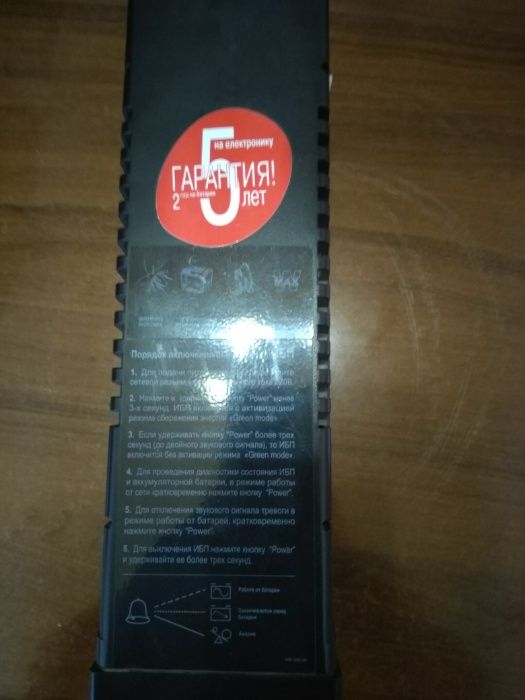 на електронику
5
ГАРАНТИЯ!
2 года на батареи
лет
MAX
Порядок включения
1. Для подачи
сетевой разъем 220В.
2. Нажмите и кнопку "Power" менее
3-х секунд. ИБП включится с активизацией
режима сбережения энергии «Green mode».
3. Если удерживать кнопку "Power" более трех
секунд (до двойного звукового сигнала), то ИБП
включится без активации режима «Green mode».
4. Для проведения диагностики состояния ИБП
и аккумуляторной батареи, в режиме работы
от сети кратковременно нажмите кнопку "Power".
5. Для отключения звукового сигнала тревоги в
режиме работы от батарей, кратковременно
нажмите кнопку "Power".
6. Для выключения ИБП нажмите кнопку "Power"
и удерживайте ее более трех секунд.
Работа от батареи
Заканчивается заряд
батареи
Авария